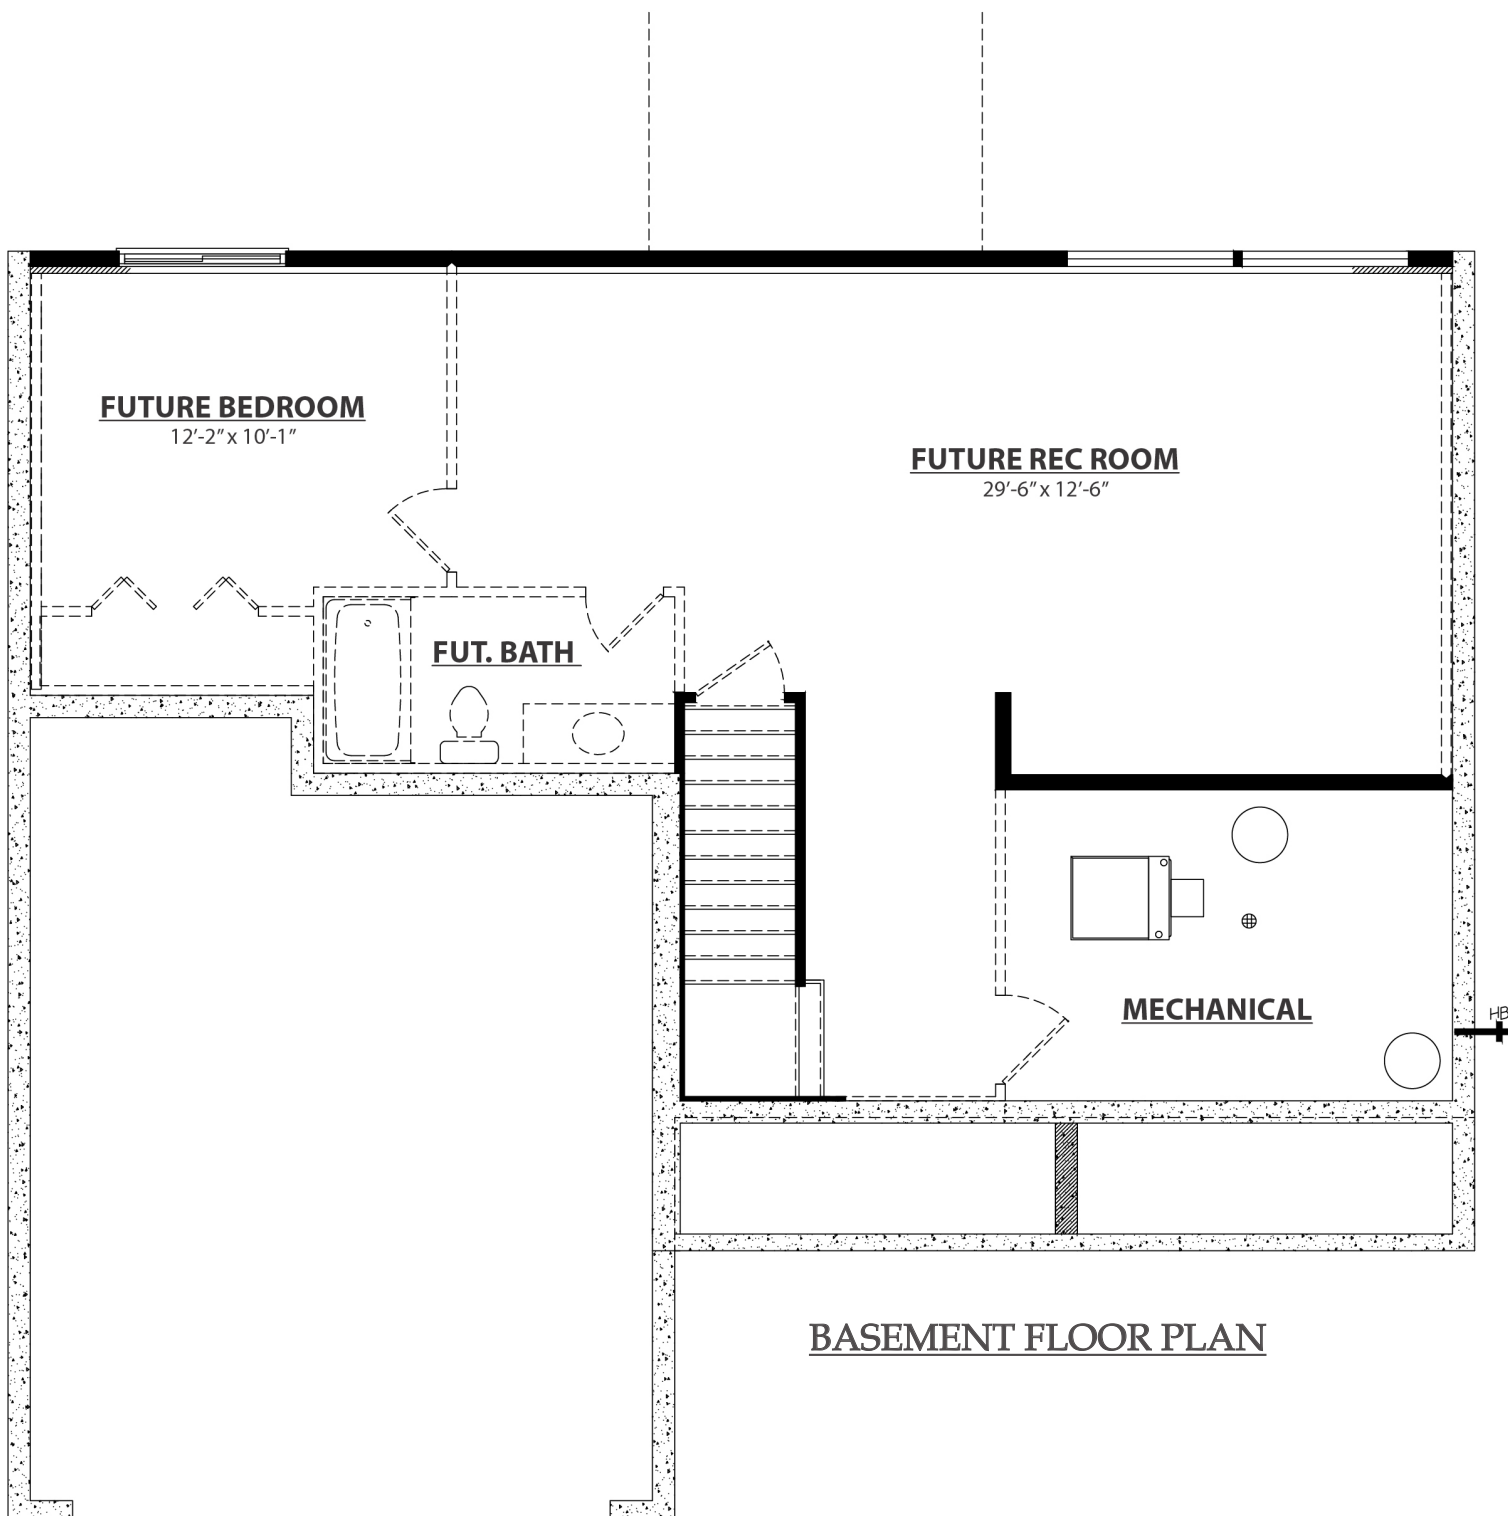 FUTURE BEDROOM
12'-2" x 10'-1"
FUTURE REC ROOM
29'-6" x 12'-6"
FUT. BATH
MECHANICAL
HB
BASEMENT FLOOR PLAN